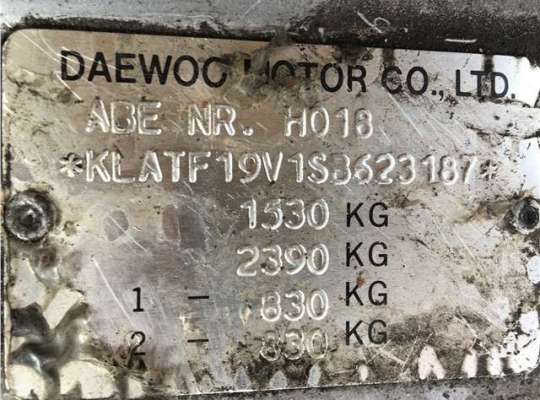 DAEWOO MOTOR CO., LTD.
ABE NR. H018
*KLATF19V1SB623187*
1530 KG
2390 KG
1 - 830 KG
2 - 830 KG